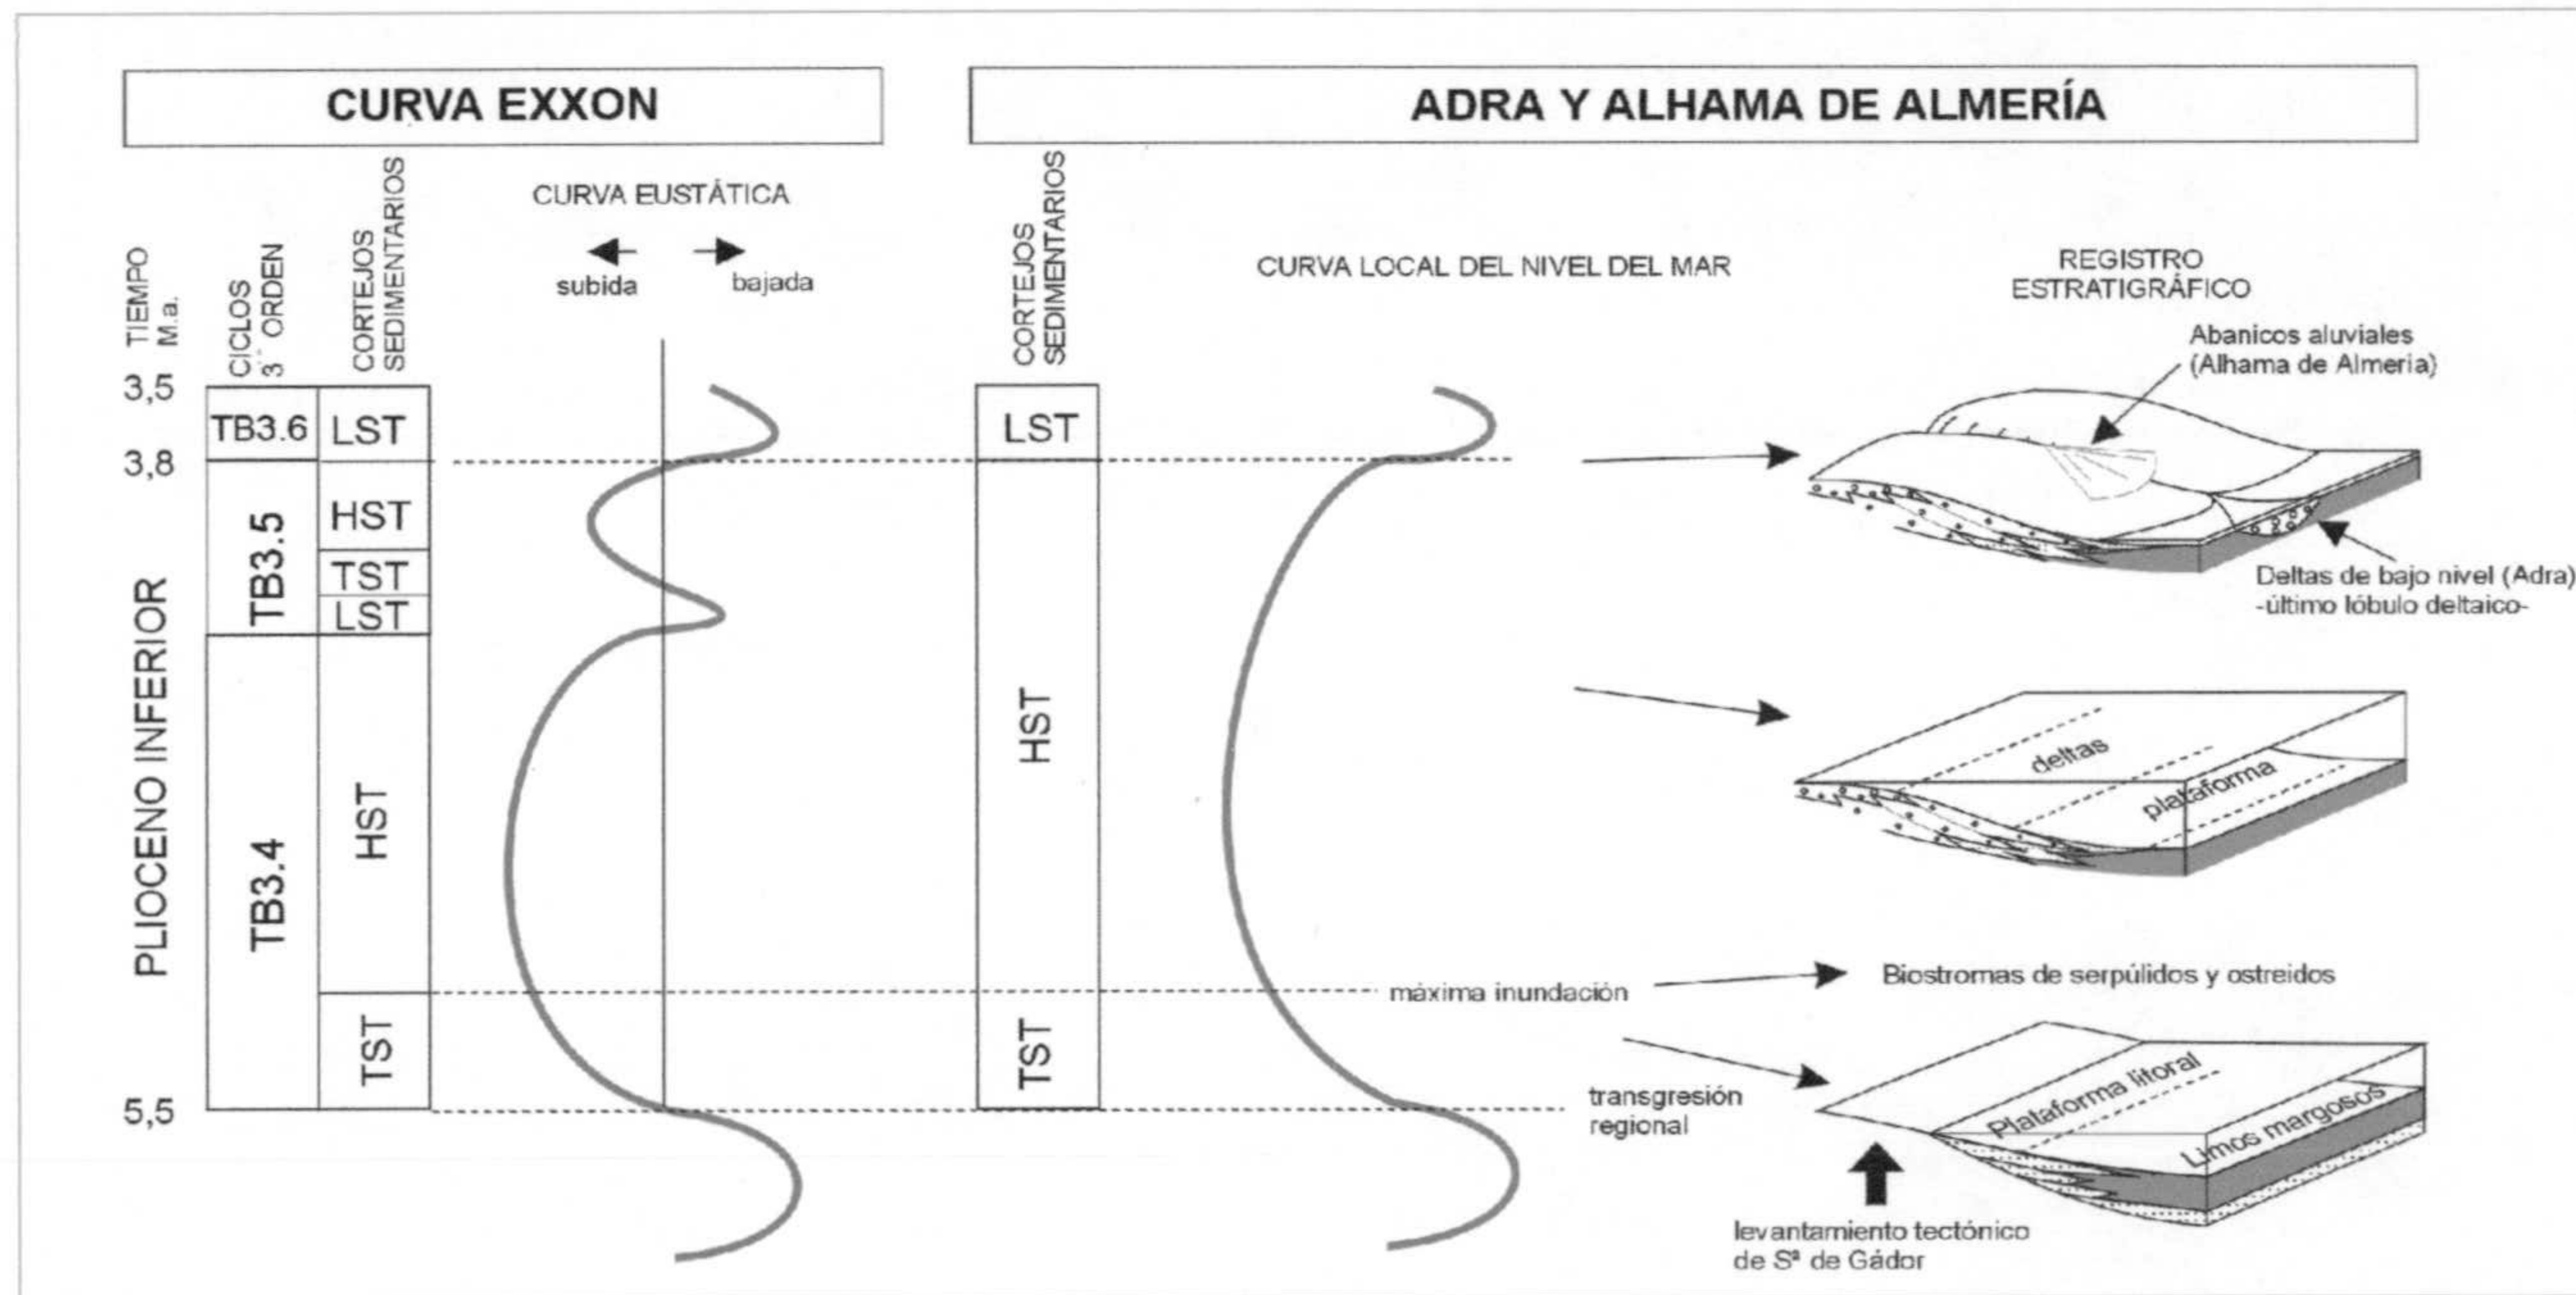 CURVA EXXON
ADRA Y ALHAMA DE ALMERÍA
TIEMPO
M.a.
CICLOS
3ᵉʳ ORDEN
CORTEJOS
SEDIMENTARIOS
CURVA EUSTÁTICA
subida
bajada
CORTEJOS
SEDIMENTARIOS
CURVA LOCAL DEL NIVEL DEL MAR
REGISTRO
ESTRATIGRÁFICO
Abanicos aluviales
(Alhama de Almeria)
3,5
TB3.6
LST
LST
3,8
PLIOCENO INFERIOR
TB3.5
HST
TST
LST
Deltas de bajo nivel (Adra)
-último lóbulo deltaico-
TB3.4
HST
HST
deltas
plataforma
máxima inundación
Biostromas de serpúlidos y ostreidos
TST
TST
transgresión
regional
Plataforma litoral
Limos margosos
5,5
levantamiento tectónico
de Sª de Gádor